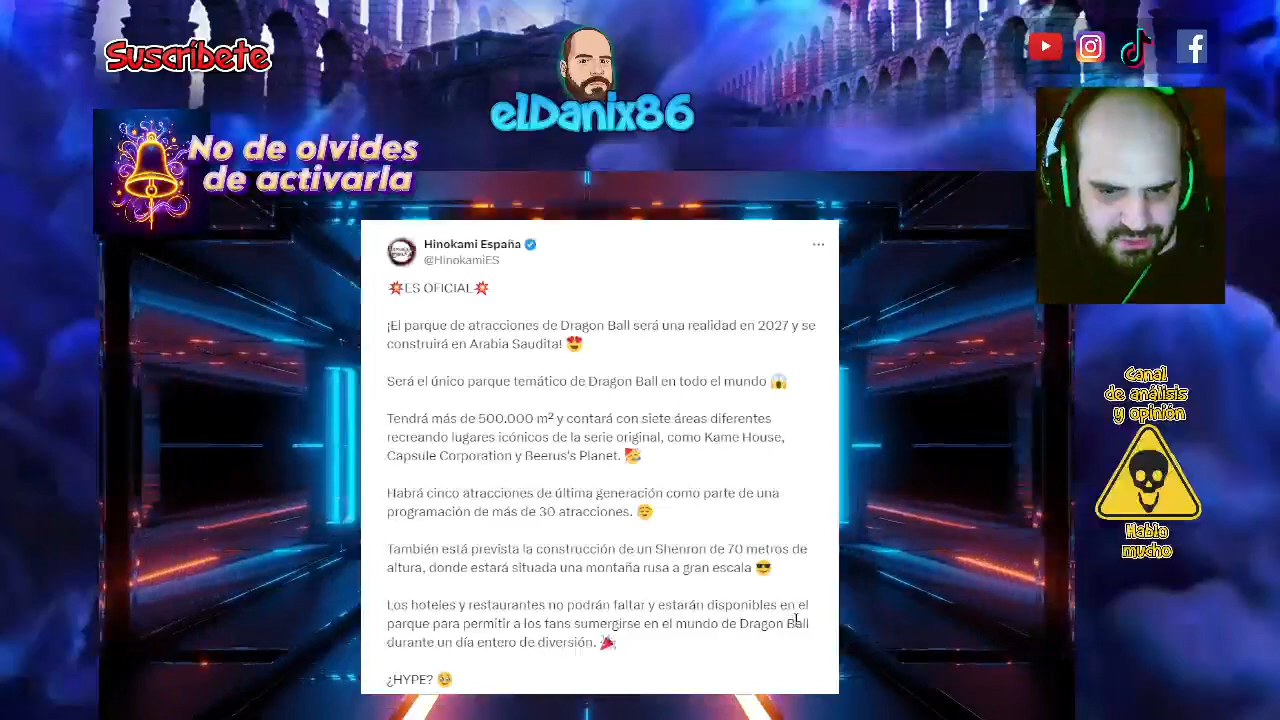 Suscríbete
elDanix86
No de olvides
de activarla
Hinokami España
@HinokamiES
💥ES OFICIAL💥
¡El parque de atracciones de Dragon Ball será una realidad en 2027 y se
construirá en Arabia Saudita! 😍
Será el único parque temático de Dragon Ball en todo el mundo 😱
Tendrá más de 500.000 m² y contará con siete áreas diferentes
recreando lugares icónicos de la serie original, como Kame House,
Capsule Corporation y Beerus's Planet. 🥳
Habrá cinco atracciones de última generación como parte de una
programación de más de 30 atracciones. 😌
También está prevista la construcción de un Shenron de 70 metros de
altura, donde estará situada una montaña rusa a gran escala 😎
Los hoteles y restaurantes no podrán faltar y estarán disponibles en el
parque para permitir a los fans sumergirse en el mundo de Dragon Ball
durante un día entero de diversión. 🎉
¿HYPE? 🥹
Canal
de análisis
y opinión
Hablo
mucho